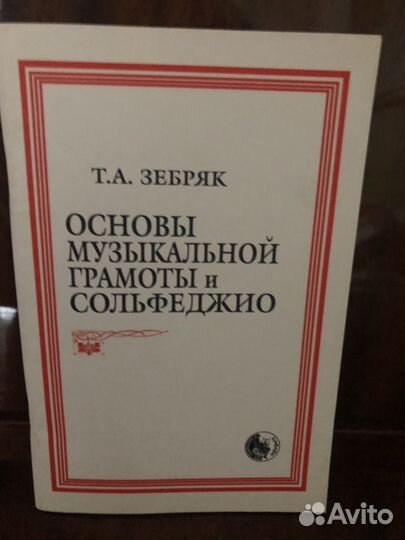 Т.А. ЗЕБРЯК
ОСНОВЫ
МУЗЫКАЛЬНОЙ
ГРАМОТЫ и
СОЛЬФЕДЖИО
Avito